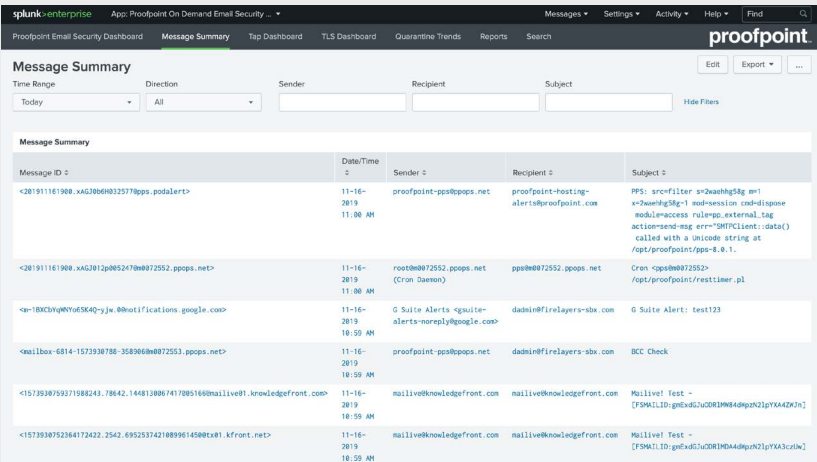 splunk>enterprise App: Proofpoint On Demand Email Security ... Messages Settings Activity Help Find
Proofpoint Email Security Dashboard Message Summary Tap Dashboard TLS Dashboard Quarantine Trends Reports Search proofpoint.
Message Summary Edit Export ...
Time Range Direction Sender Recipient Subject
Today All Hide Filters
Message Summary
Message ID Date/Time Sender Recipient Subject
<201911161900.xAGJ0b6H032577@pps.podalert> 11-16- proofpoint-pps@ppops.net proofpoint-hosting- PPS: src=filter s=2waehhg58g m=1
2019 alerts@proofpoint.com x=2waehhg58g-1 mod=session cmd=dispose
11:00 AM module=access rule=pp_external_tag
action=send-msg err="SMTPClient::data()
called with a Unicode string at
/opt/proofpoint/pps-8.0.1.
<201911161900.xAGJ012p005247@m0072552.ppops.net> 11-16- root@m0072552.ppops.net pps@m0072552.ppops.net Cron <pps@m0072552>
2019 (Cron Daemon) /opt/proofpoint/resttimer.pl
11:00 AM
<m-1BXCbYqWNYo6SK4Q-yjw.0@notifications.google.com> 11-16- G Suite Alerts <gsuite- dadmin@firelayers-sbx.com G Suite Alert: test123
2019 alerts-noreply@google.com>
10:59 AM
<mailbox-6814-1573930788-358906@m0072553.ppops.net> 11-16- proofpoint-pps@ppops.net dadmin@firelayers-sbx.com BCC Check
2019
10:59 AM
<1573930759371988243.78642.14481300674170051660@mailive01.knowledgefront.com> 11-16- mailive@knowledgefront.com mailive@knowledgefront.com Mailive! Test -
2019
10:59 AM
<1573930752364172422.2542.69525374210899614500@tx01.kfront.net> 11-16- mailive@knowledgefront.com mailive@knowledgefront.com Mailive! Test -
2019
10:59 AM